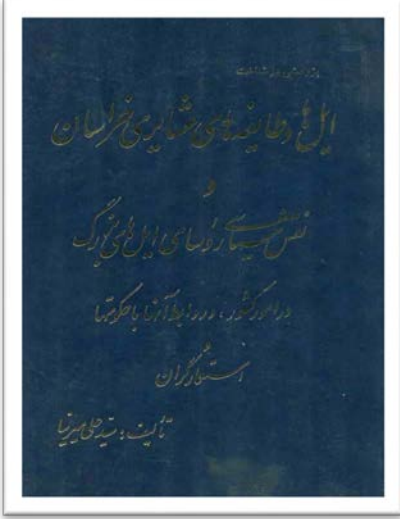 ایل‌ها و طایفه‌های عشایری خراسان
و
نقش سیاسی رؤسای ایل‌های بزرگ
در امور کشور، و روابط آنها با حکومتها
و
استعمارگران
تألیف: سید علی میرنیا